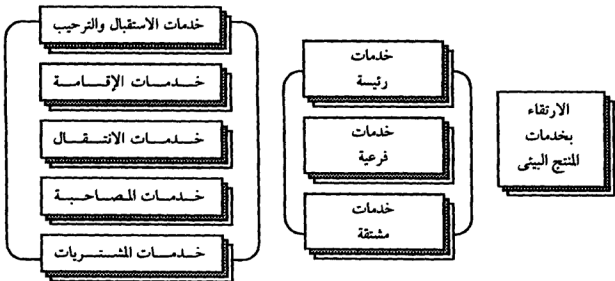 الارتقاء
بخدمات
المنتج البيئى
خدمات
رئيسة
خدمات
فرعية
خدمات
مشتقة
خدمات الاستقبال والترحيب
خدمات الإقامة
خدمات الانتقال
خدمات المصاحبة
خدمات المشتريات